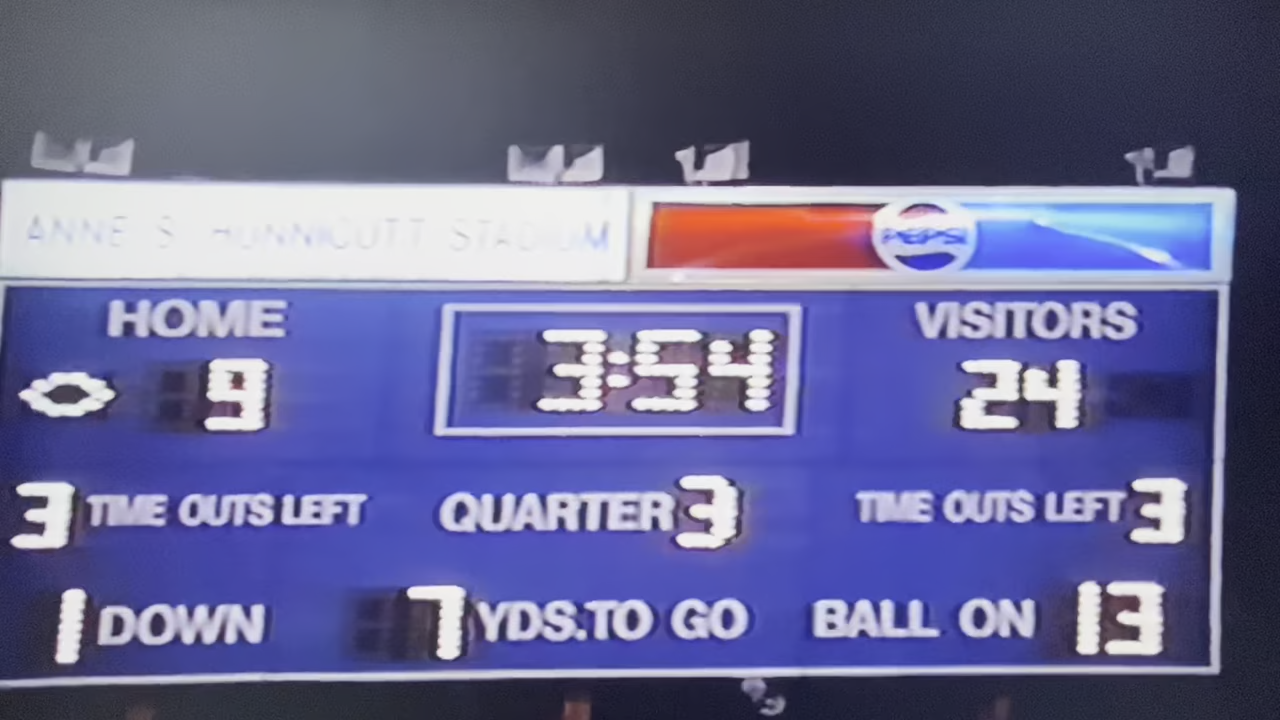 ANNE S. HUNNICUTT STADIUM
PEPSI
HOME 3:54 VISITORS
9 24
3 TIME OUTS LEFT QUARTER 3 TIME OUTS LEFT 3
1 DOWN 7 YDS.TO GO BALL ON 13